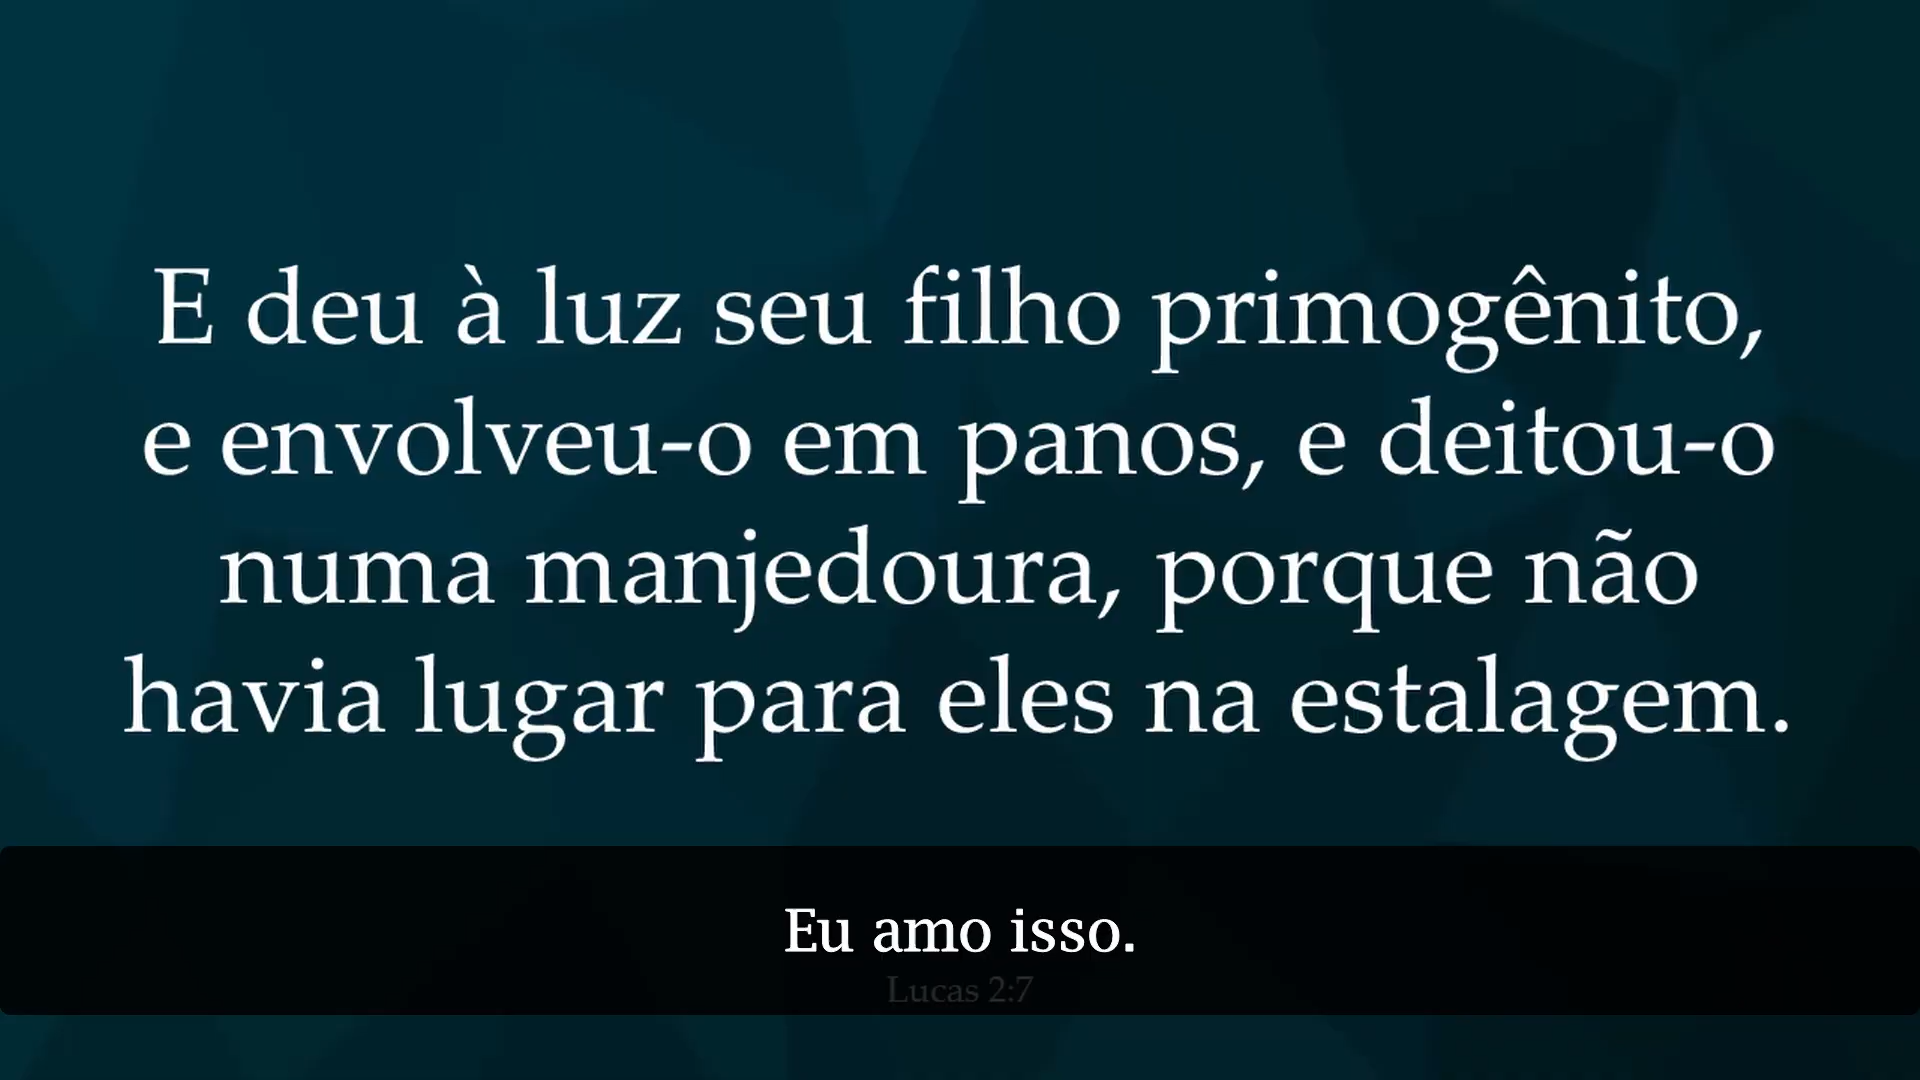 E deu à luz seu filho primogênito,
e envolveu-o em panos, e deitou-o
numa manjedoura, porque não
havia lugar para eles na estalagem.
Eu amo isso.
Lucas 2:7